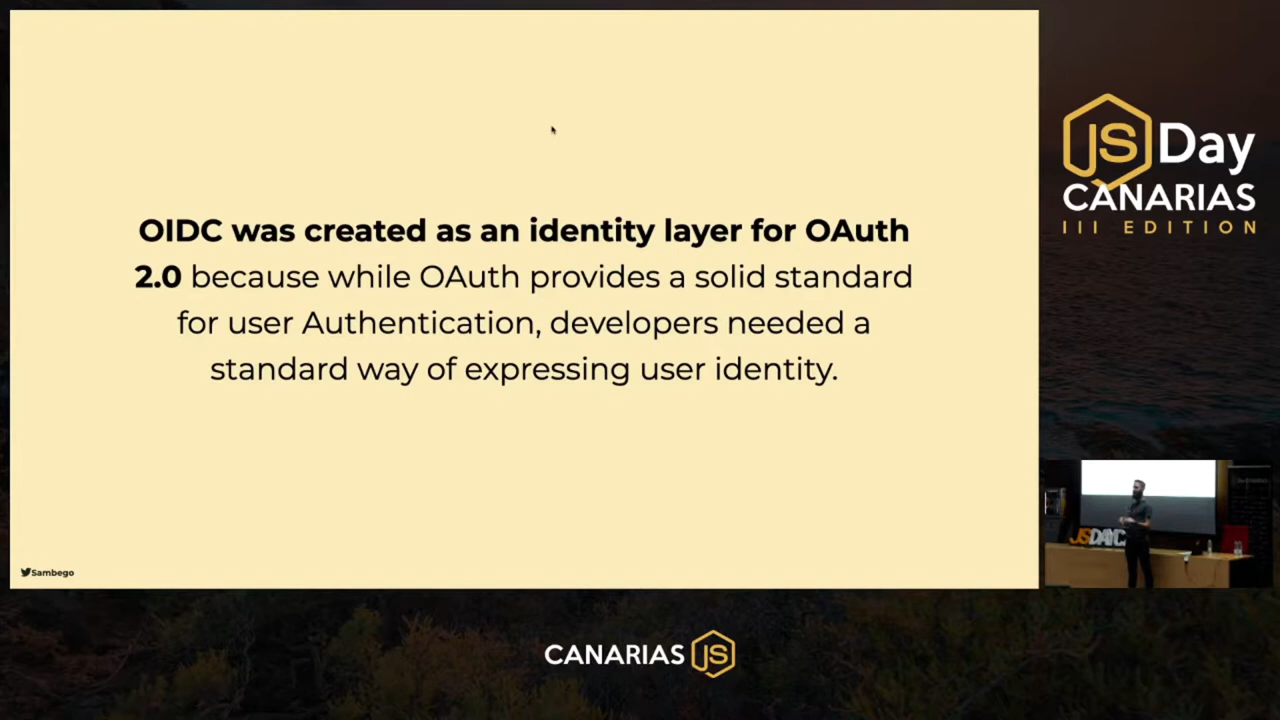 OIDC was created as an identity layer for OAuth
2.0 because while OAuth provides a solid standard
for user Authentication, developers needed a
standard way of expressing user identity.
Sambego
JS Day
CANARIAS
III EDITION
JSDAYC
CANARIAS JS